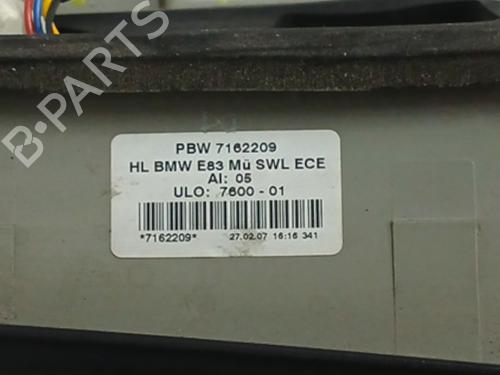 PBW 7162209
HL BMW E83 Mü SWL ECE
AI: 05
ULO: 7600 - 01
*7162209* 27.02.07 16:16 341
B-PARTS